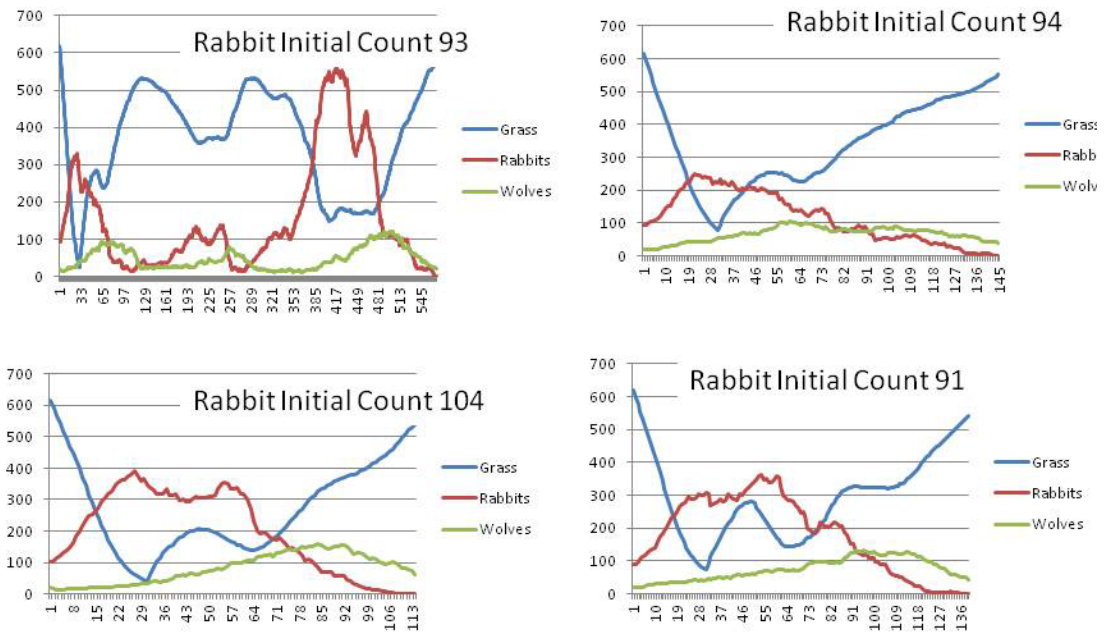 Rabbit Initial Count 93
700
600
500
400
300
200
100
0
1 33 65 97 129 161 193 225 257 289 321 353 385 417 449 481 513 545
Grass
Rabbits
Wolves
Rabbit Initial Count 94
700
600
500
400
300
200
100
0
1 10 19 28 37 46 55 64 73 82 91 100 109 118 127 136 145
Grass
Rabb
Wolv
Rabbit Initial Count 104
700
600
500
400
300
200
100
0
1 8 15 22 29 36 43 50 57 64 71 78 85 92 99 106 113
Grass
Rabbits
Wolves
Rabbit Initial Count 91
700
600
500
400
300
200
100
0
1 10 19 28 37 46 55 64 73 82 91 100 109 118 127 136
Grass
Rabbits
Wolves